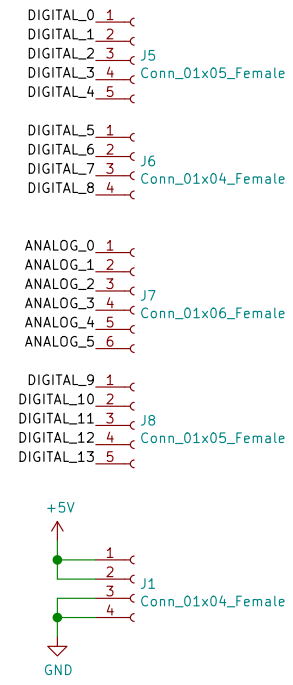 DIGITAL_0 1
DIGITAL_1 2
DIGITAL_2 3 J5
DIGITAL_3 4 Conn_01x05_Female
DIGITAL_4 5
DIGITAL_5 1
DIGITAL_6 2 J6
DIGITAL_7 3 Conn_01x04_Female
DIGITAL_8 4
ANALOG_0 1
ANALOG_1 2
ANALOG_2 3 J7
ANALOG_3 4 Conn_01x06_Female
ANALOG_4 5
ANALOG_5 6
DIGITAL_9 1
DIGITAL_10 2
DIGITAL_11 3 J8
DIGITAL_12 4 Conn_01x05_Female
DIGITAL_13 5
+5V
1
2 J1
3 Conn_01x04_Female
4
GND